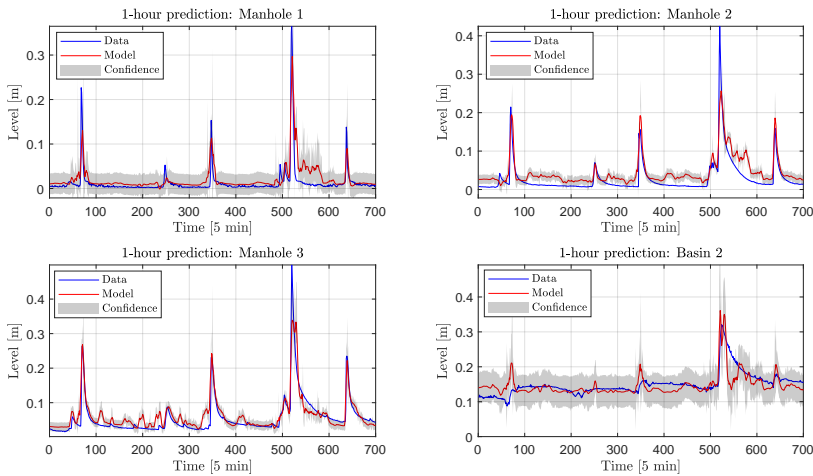 1-hour prediction: Manhole 1
Level [m]
0.3
0.2
0.1
0
Data
Model
Confidence
0 100 200 300 400 500 600 700
Time [5 min]
1-hour prediction: Manhole 2
Level [m]
0.4
0.3
0.2
0.1
0
Data
Model
Confidence
0 100 200 300 400 500 600 700
Time [5 min]
1-hour prediction: Manhole 3
Level [m]
0.4
0.3
0.2
0.1
Data
Model
Confidence
0 100 200 300 400 500 600 700
Time [5 min]
1-hour prediction: Basin 2
Level [m]
0.5
0.4
0.3
0.2
0.1
0
Data
Model
Confidence
0 100 200 300 400 500 600 700
Time [5 min]